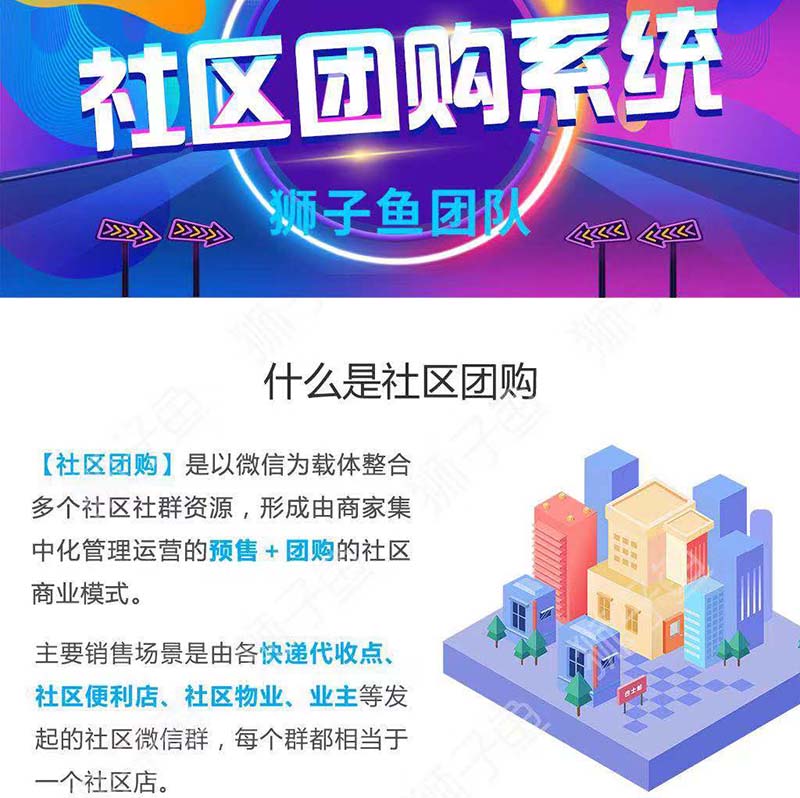 社区团购系统
狮子鱼团队
什么是社区团购
【社区团购】是以微信为载体整合
多个社区社群资源，形成由商家集
中化管理运营的预售+团购的社区
商业模式。
主要销售场景是由各快递代收点、
社区便利店、社区物业、业主等发
起的社区微信群，每个群都相当于
一个社区店。
狮子鱼